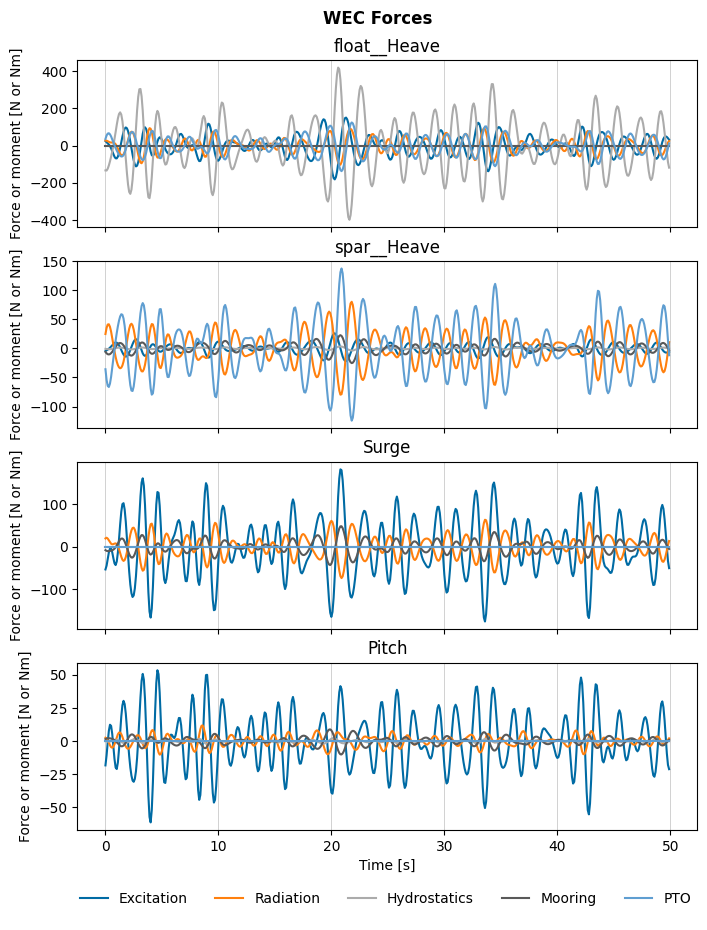 WEC Forces
float__Heave
Force or moment [N or Nm]
400
200
0
−200
−400
spar__Heave
Force or moment [N or Nm]
150
100
50
0
−50
−100
Surge
Force or moment [N or Nm]
100
0
−100
Pitch
Force or moment [N or Nm]
50
25
0
−25
−50
0 10 20 30 40 50
Time [s]
Excitation Radiation Hydrostatics Mooring PTO